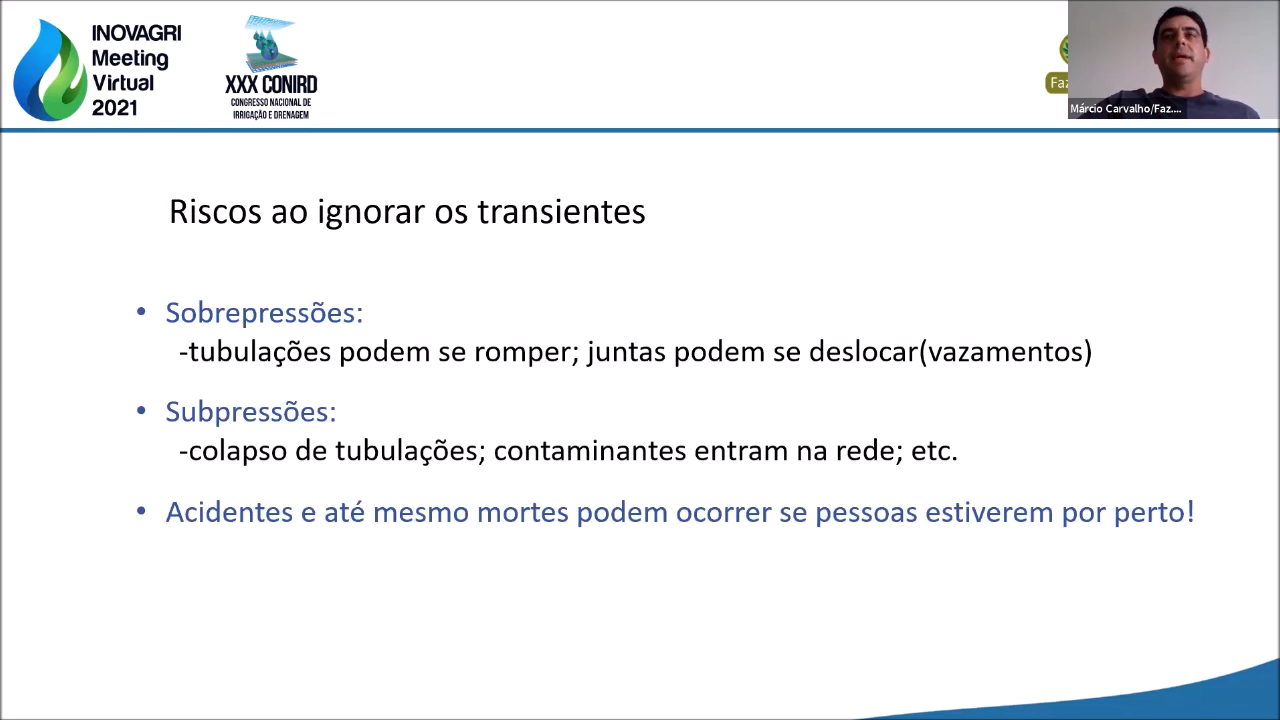 INOVAGRI
Meeting
Virtual
2021
XXX CONIRD
CONGRESSO NACIONAL DE
IRRIGAÇÃO E DRENAGEM
Faz
Márcio Carvalho/Faz....
Riscos ao ignorar os transientes
• Sobrepressões:
-tubulações podem se romper; juntas podem se deslocar(vazamentos)
• Subpressões:
-colapso de tubulações; contaminantes entram na rede; etc.
• Acidentes e até mesmo mortes podem ocorrer se pessoas estiverem por perto!